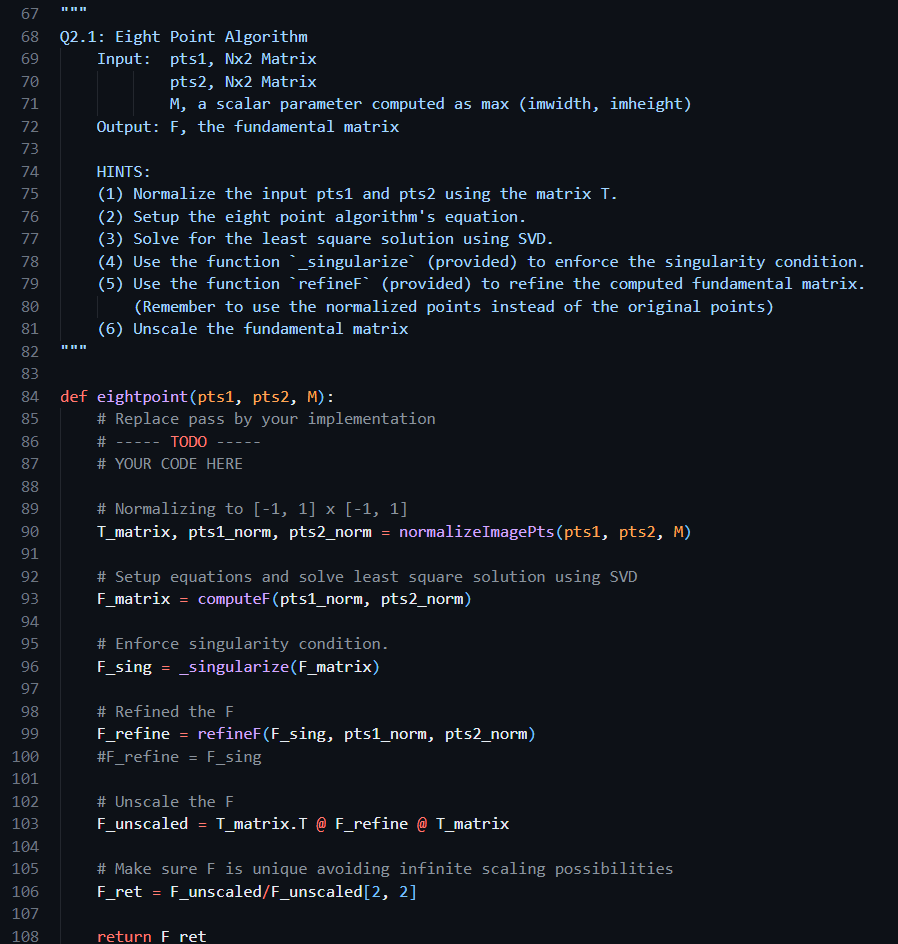 67 """
68 Q2.1: Eight Point Algorithm
69     Input:  pts1, Nx2 Matrix
70             pts2, Nx2 Matrix
71             M, a scalar parameter computed as max (imwidth, imheight)
72     Output: F, the fundamental matrix
73
74     HINTS:
75     (1) Normalize the input pts1 and pts2 using the matrix T.
76     (2) Setup the eight point algorithm's equation.
77     (3) Solve for the least square solution using SVD.
78     (4) Use the function `_singularize` (provided) to enforce the singularity condition.
79     (5) Use the function `refineF` (provided) to refine the computed fundamental matrix.
80         (Remember to use the normalized points instead of the original points)
81     (6) Unscale the fundamental matrix
82 """
83
84 def eightpoint(pts1, pts2, M):
85     # Replace pass by your implementation
86     # ----- TODO -----
87     # YOUR CODE HERE
88
89     # Normalizing to [-1, 1] x [-1, 1]
90     T_matrix, pts1_norm, pts2_norm = normalizeImagePts(pts1, pts2, M)
91
92     # Setup equations and solve least square solution using SVD
93     F_matrix = computeF(pts1_norm, pts2_norm)
94
95     # Enforce singularity condition.
96     F_sing = _singularize(F_matrix)
97
98     # Refined the F
99     F_refine = refineF(F_sing, pts1_norm, pts2_norm)
100     #F_refine = F_sing
101
102     # Unscale the F
103     F_unscaled = T_matrix.T @ F_refine @ T_matrix
104
105     # Make sure F is unique avoiding infinite scaling possibilities
106     F_ret = F_unscaled/F_unscaled[2, 2]
107
108     return F_ret